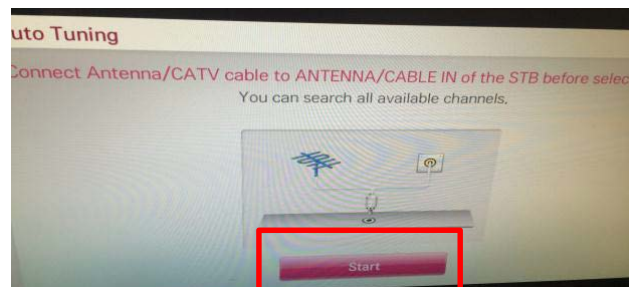 uto Tuning
Connect Antenna/CATV cable to ANTENNA/CABLE IN of the STB before selec
You can search all available channels.
Start